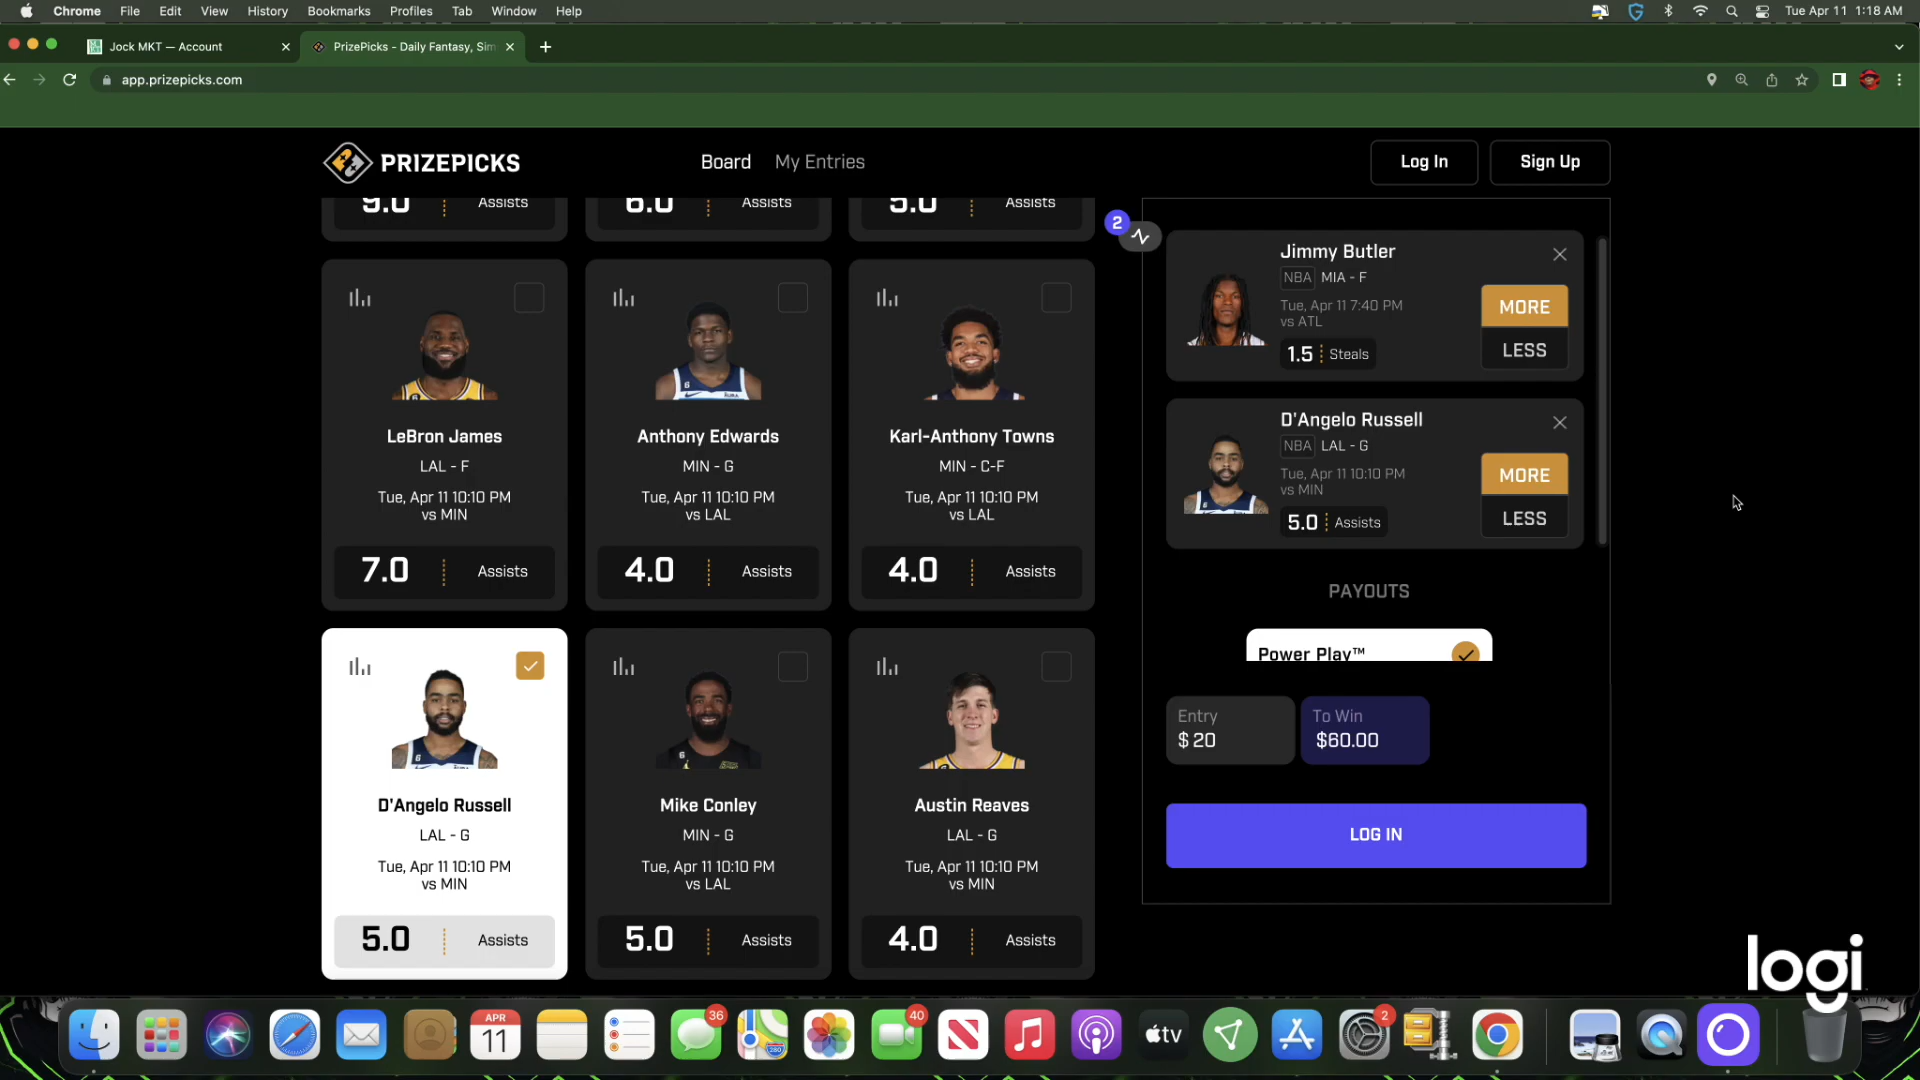 Chrome File Edit View History Bookmarks Profiles Tab Window Help
Tue Apr 11 1:18 AM
Jock MKT — Account
PrizePicks - Daily Fantasy, Sim
app.prizepicks.com
PRIZEPICKS
Board My Entries
Log In Sign Up
9.0 Assists
6.0 Assists
5.0 Assists
LeBron James
LAL - F
Tue, Apr 11 10:10 PM
vs MIN
7.0 Assists
Anthony Edwards
MIN - G
Tue, Apr 11 10:10 PM
vs LAL
4.0 Assists
Karl-Anthony Towns
MIN - C-F
Tue, Apr 11 10:10 PM
vs LAL
4.0 Assists
D'Angelo Russell
LAL - G
Tue, Apr 11 10:10 PM
vs MIN
5.0 Assists
Mike Conley
MIN - G
Tue, Apr 11 10:10 PM
vs LAL
5.0 Assists
Austin Reaves
LAL - G
Tue, Apr 11 10:10 PM
vs MIN
4.0 Assists
2
Jimmy Butler
NBA MIA - F
Tue, Apr 11 7:40 PM
vs ATL
1.5 Steals
MORE
LESS
D'Angelo Russell
NBA LAL - G
Tue, Apr 11 10:10 PM
vs MIN
5.0 Assists
MORE
LESS
PAYOUTS
Power Play™
Entry
$ 20
To Win
$60.00
LOG IN
logi
APR
11
36
280
40
tv
2